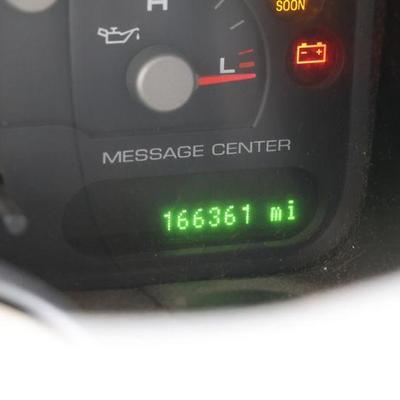 H
SOON
L
MESSAGE CENTER
166361 mi